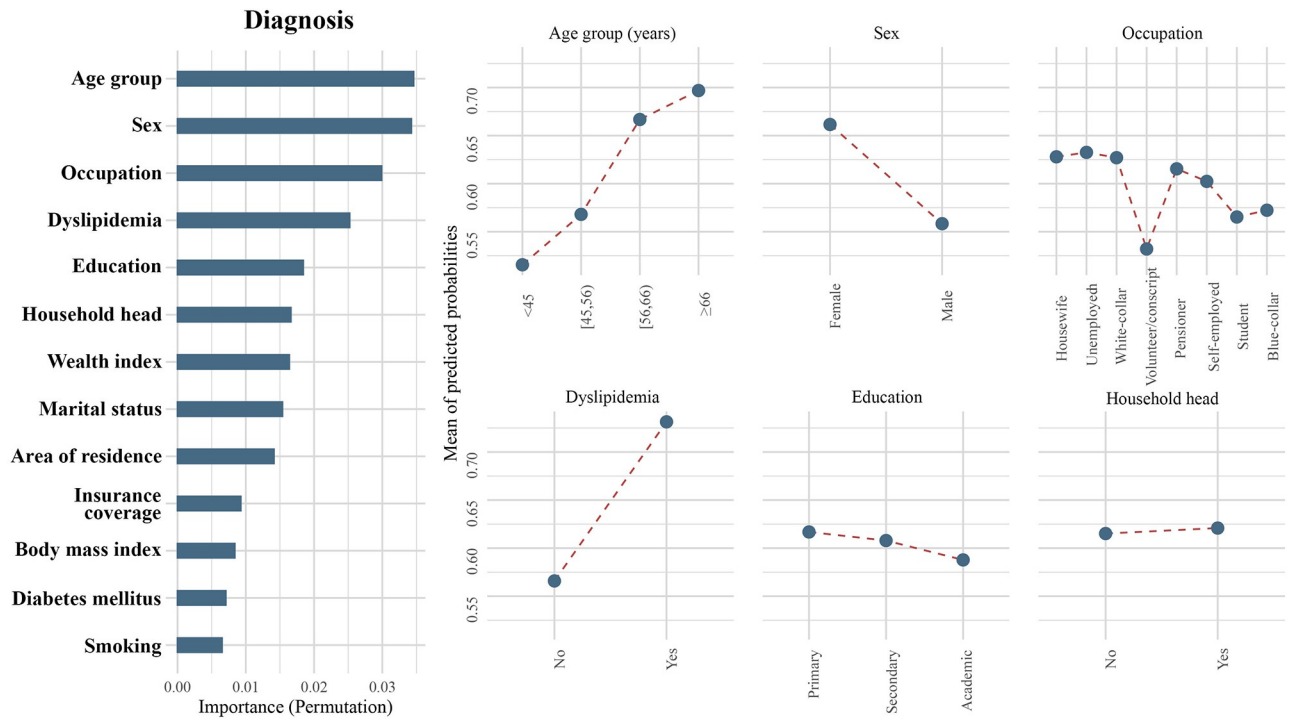 Diagnosis
Age group
Sex
Occupation
Dyslipidemia
Education
Household head
Wealth index
Marital status
Area of residence
Insurance
coverage
Body mass index
Diabetes mellitus
Smoking
0.00 0.01 0.02 0.03
Importance (Permutation)
Mean of predicted probabilities
Age group (years)
0.70
0.65
0.60
0.55
<45
[45,56)
[56,66)
≥66
Sex
Female
Male
Occupation
Housewife
Unemployedh
White-collar
Volunteer/conscript
Pensioner
Self-employed
Student
Blue-collar
Dyslipidemia
0.70
0.65
0.60
0.55
No
Yes
Education
Primary
Secondary
Academic
Household head
No
Yes